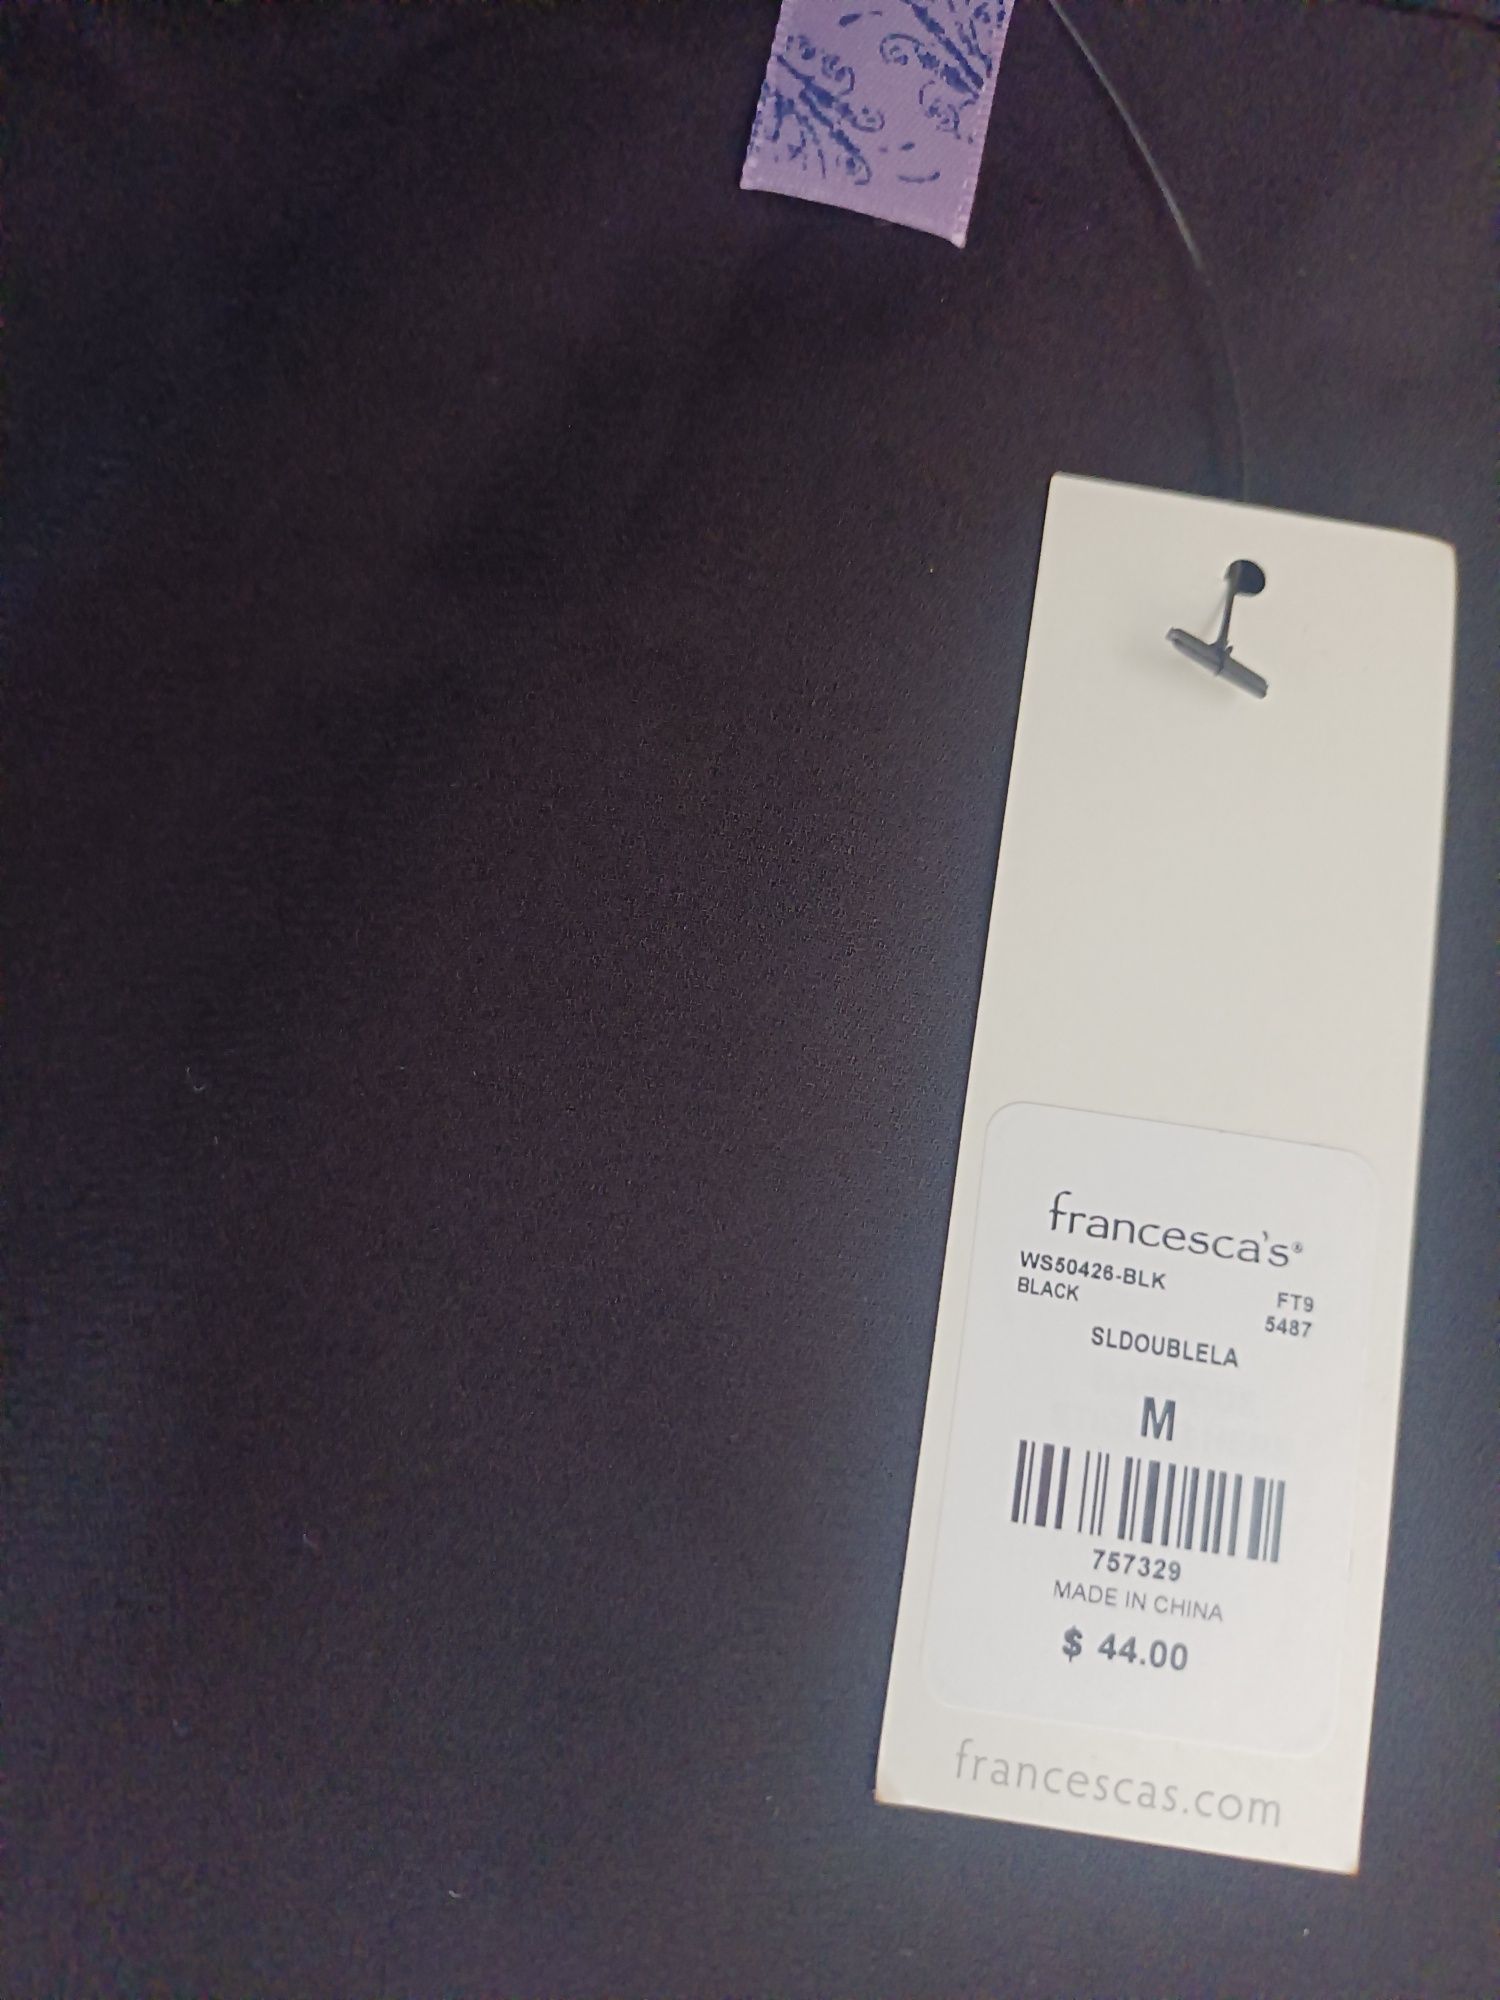 francesca's®
WS50426-BLK
BLACK
FT9
5487
SLDOUBLELA
M
757329
MADE IN CHINA
$ 44.00
francescas.com